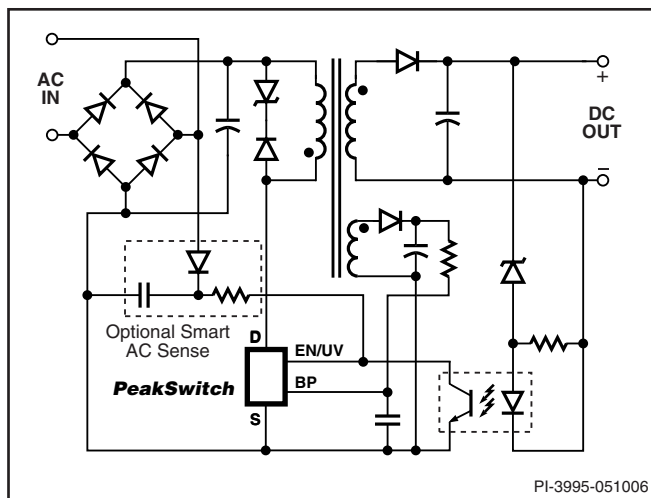 AC
IN
+
DC
OUT
–
Optional Smart
AC Sense
D
EN/UV
PeakSwitch
BP
S
PI-3995-051006